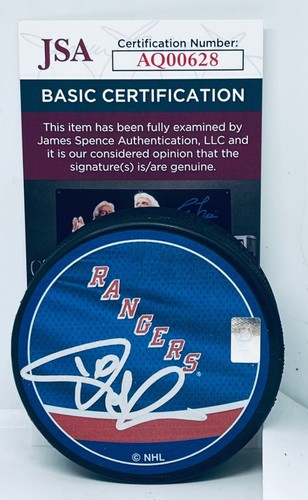 JSA
Certification Number:
AQ00628
BASIC CERTIFICATION
This item has been fully examined by
James Spence Authentication, LLC and
it is our considered opinion that the
signature(s) is/are genuine.
RANGERS®
© NHL